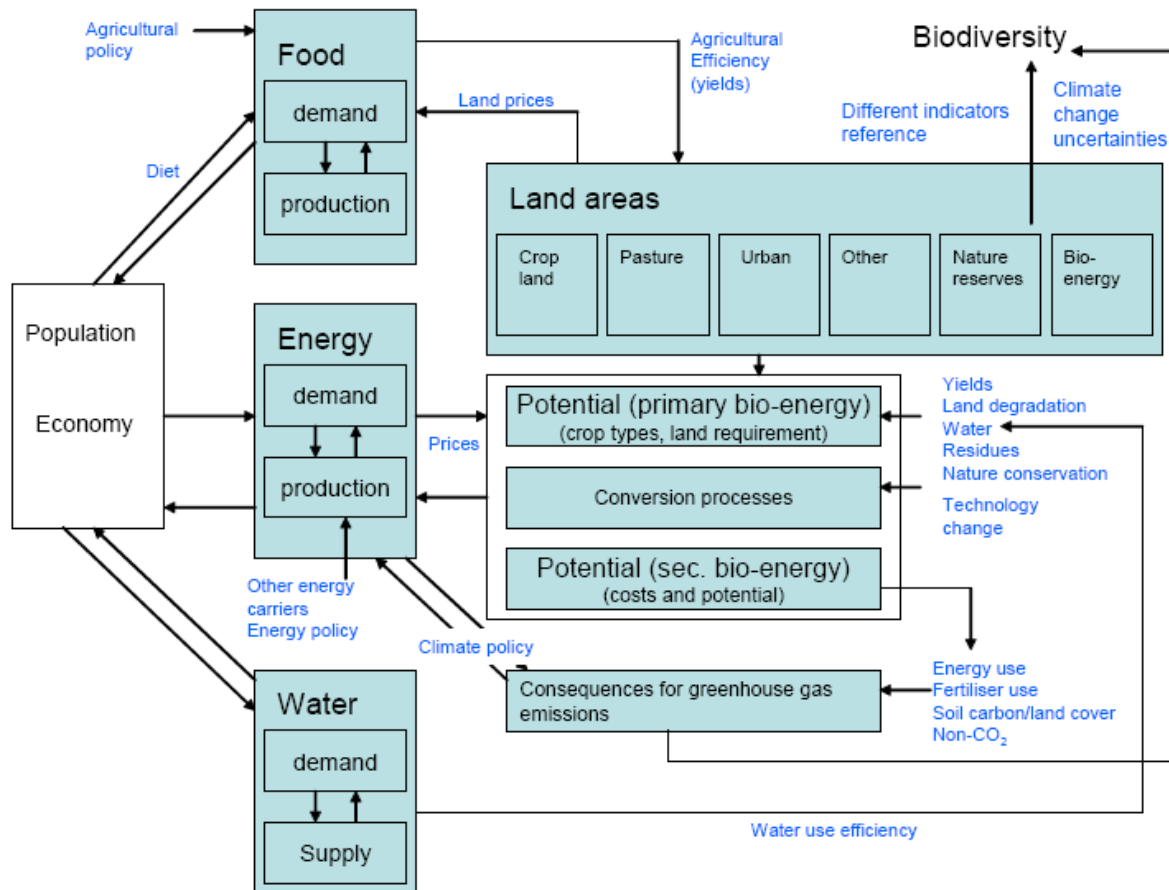 Agricultural
policy
Food
demand
production
Diet
Land prices
Agricultural
Efficiency
(yields)
Biodiversity
Different indicators
reference
Climate
change
uncertainties
Land areas
Crop
land
Pasture
Urban
Other
Nature
reserves
Bio-
energy
Population
Economy
Energy
demand
production
Prices
Other energy
carriers
Energy policy
Potential (primary bio-energy)
(crop types, land requirement)
Conversion processes
Potential (sec. bio-energy)
(costs and potential)
Yields
Land degradation
Water
Residues
Nature conservation
Technology
change
Climate policy
Consequences for greenhouse gas
emissions
Energy use
Fertiliser use
Soil carbon/land cover
Non-CO₂
Water
demand
Supply
Water use efficiency